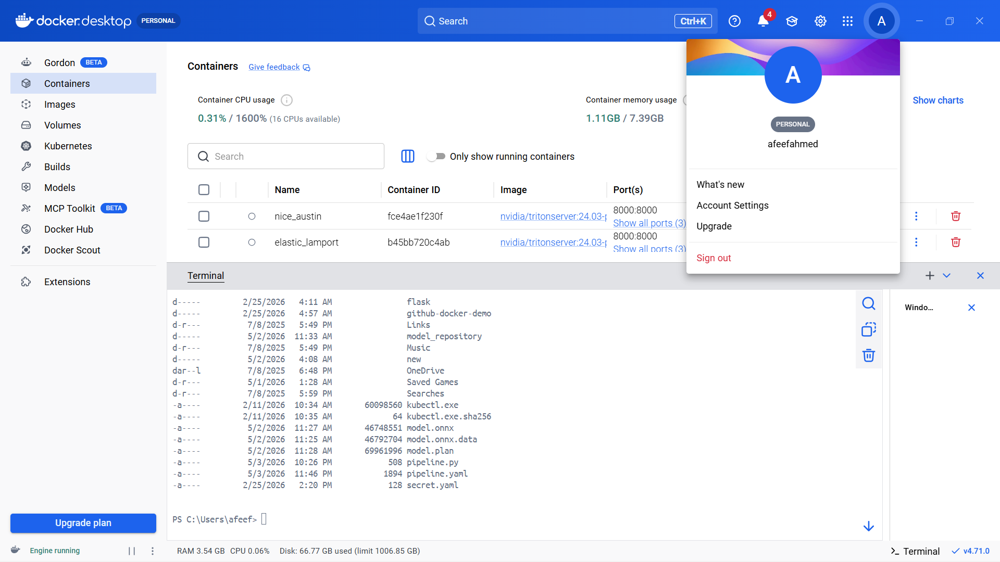 docker.desktop PERSONAL
Search Ctrl+K
4
A
Gordon BETA
Containers
Images
Volumes
Kubernetes
Builds
Models
MCP Toolkit BETA
Docker Hub
Docker Scout
Extensions
Upgrade plan
Engine running
Containers Give feedback
Container CPU usage
0.31% / 1600% (16 CPUs available)
Container memory usage
1.11GB / 7.39GB
Show charts
Search
Only show running containers
Name Container ID Image Port(s)
nice_austin fce4ae1f230f nvidia/tritonserver:24.03-p 8000:8000
Show all ports (3)
elastic_lamport b45bb720c4ab nvidia/tritonserver:24.03-p 8000:8000
Show all ports (3)
A
PERSONAL
afeefahmed
What's new
Account Settings
Upgrade
Sign out
Terminal
d----- 2/25/2026 4:11 AM flask
d----- 2/25/2026 4:57 AM github-docker-demo
d-r--- 7/8/2025 5:49 PM Links
d----- 5/2/2026 11:33 AM model_repository
d-r--- 7/8/2025 5:49 PM Music
d----- 5/2/2026 4:08 AM new
dar--l 7/8/2025 6:48 PM OneDrive
d-r--- 5/1/2026 1:28 AM Saved Games
d-r--- 7/8/2025 5:59 PM Searches
-a---- 2/11/2026 10:34 AM 60098560 kubectl.exe
-a---- 2/11/2026 10:35 AM 64 kubectl.exe.sha256
-a---- 5/2/2026 11:27 AM 46748551 model.onnx
-a---- 5/2/2026 11:25 AM 46792704 model.onnx.data
-a---- 5/2/2026 11:28 AM 69961996 model.plan
-a---- 5/3/2026 10:26 PM 508 pipeline.py
-a---- 5/3/2026 11:46 PM 1894 pipeline.yaml
-a---- 2/25/2026 2:20 PM 128 secret.yaml
PS C:\Users\afeef>
Windo...
RAM 3.54 GB CPU 0.06% Disk: 66.77 GB used (limit 1006.85 GB)
Terminal v4.71.0